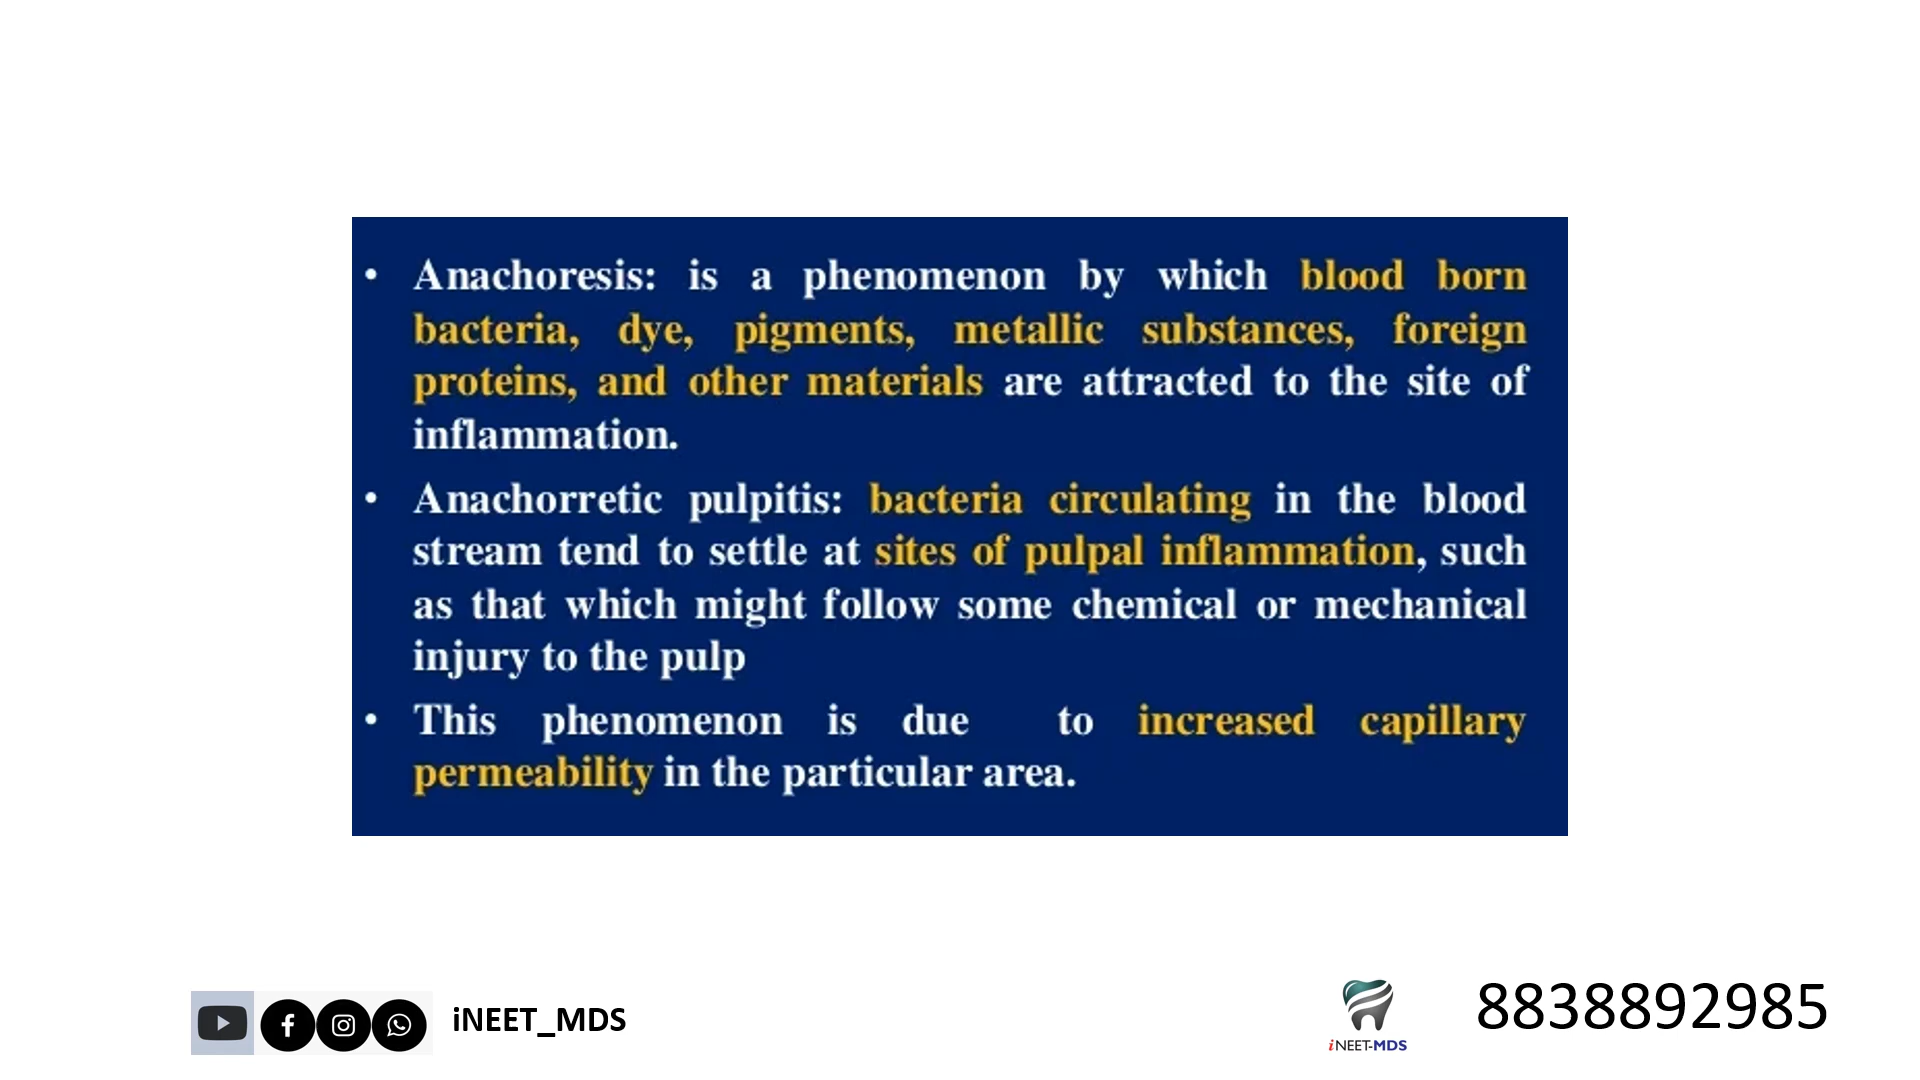 • Anachoresis: is a phenomenon by which blood born
bacteria, dye, pigments, metallic substances, foreign
proteins, and other materials are attracted to the site of
inflammation.
• Anachorretic pulpitis: bacteria circulating in the blood
stream tend to settle at sites of pulpal inflammation, such
as that which might follow some chemical or mechanical
injury to the pulp
• This phenomenon is due to increased capillary
permeability in the particular area.
iNEET_MDS
iNEET-MDS
8838892985